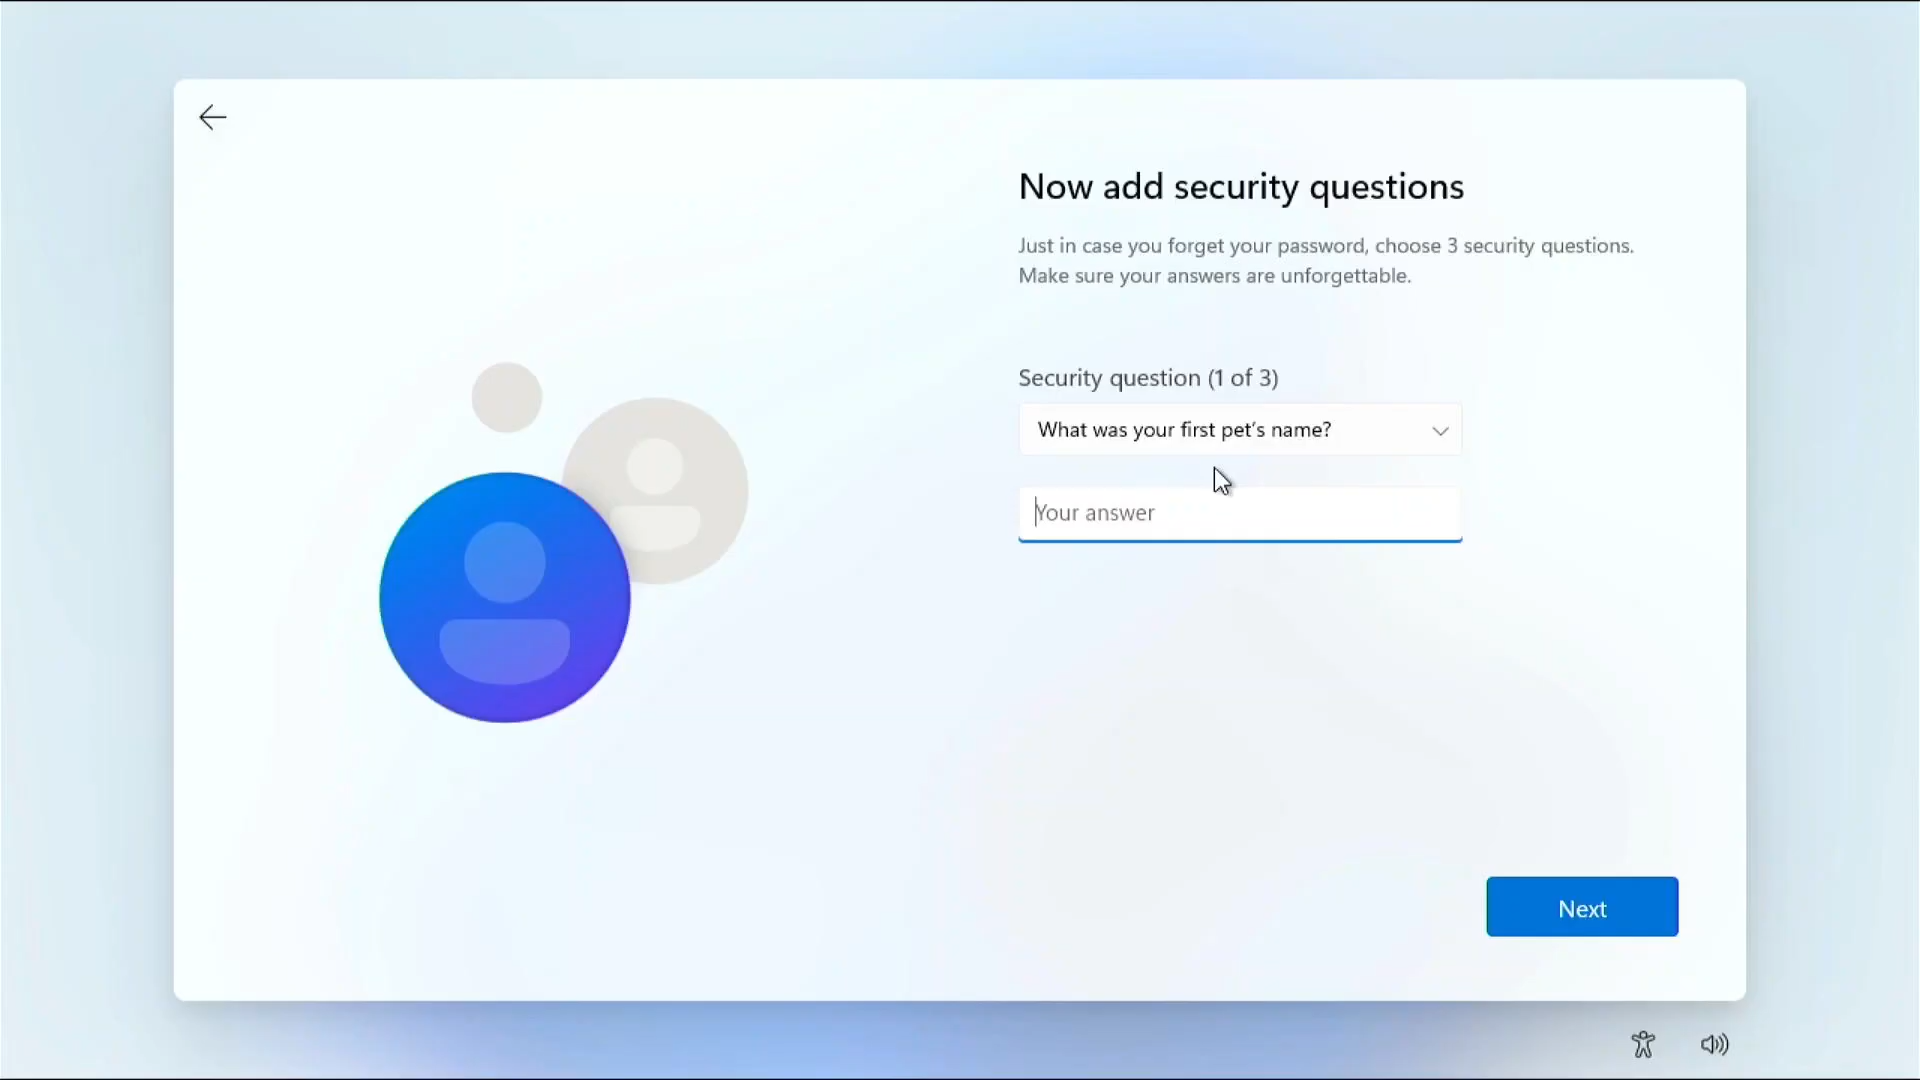 Now add security questions
Just in case you forget your password, choose 3 security questions.
Make sure your answers are unforgettable.
Security question (1 of 3)
What was your first pet's name?
Your answer
Next